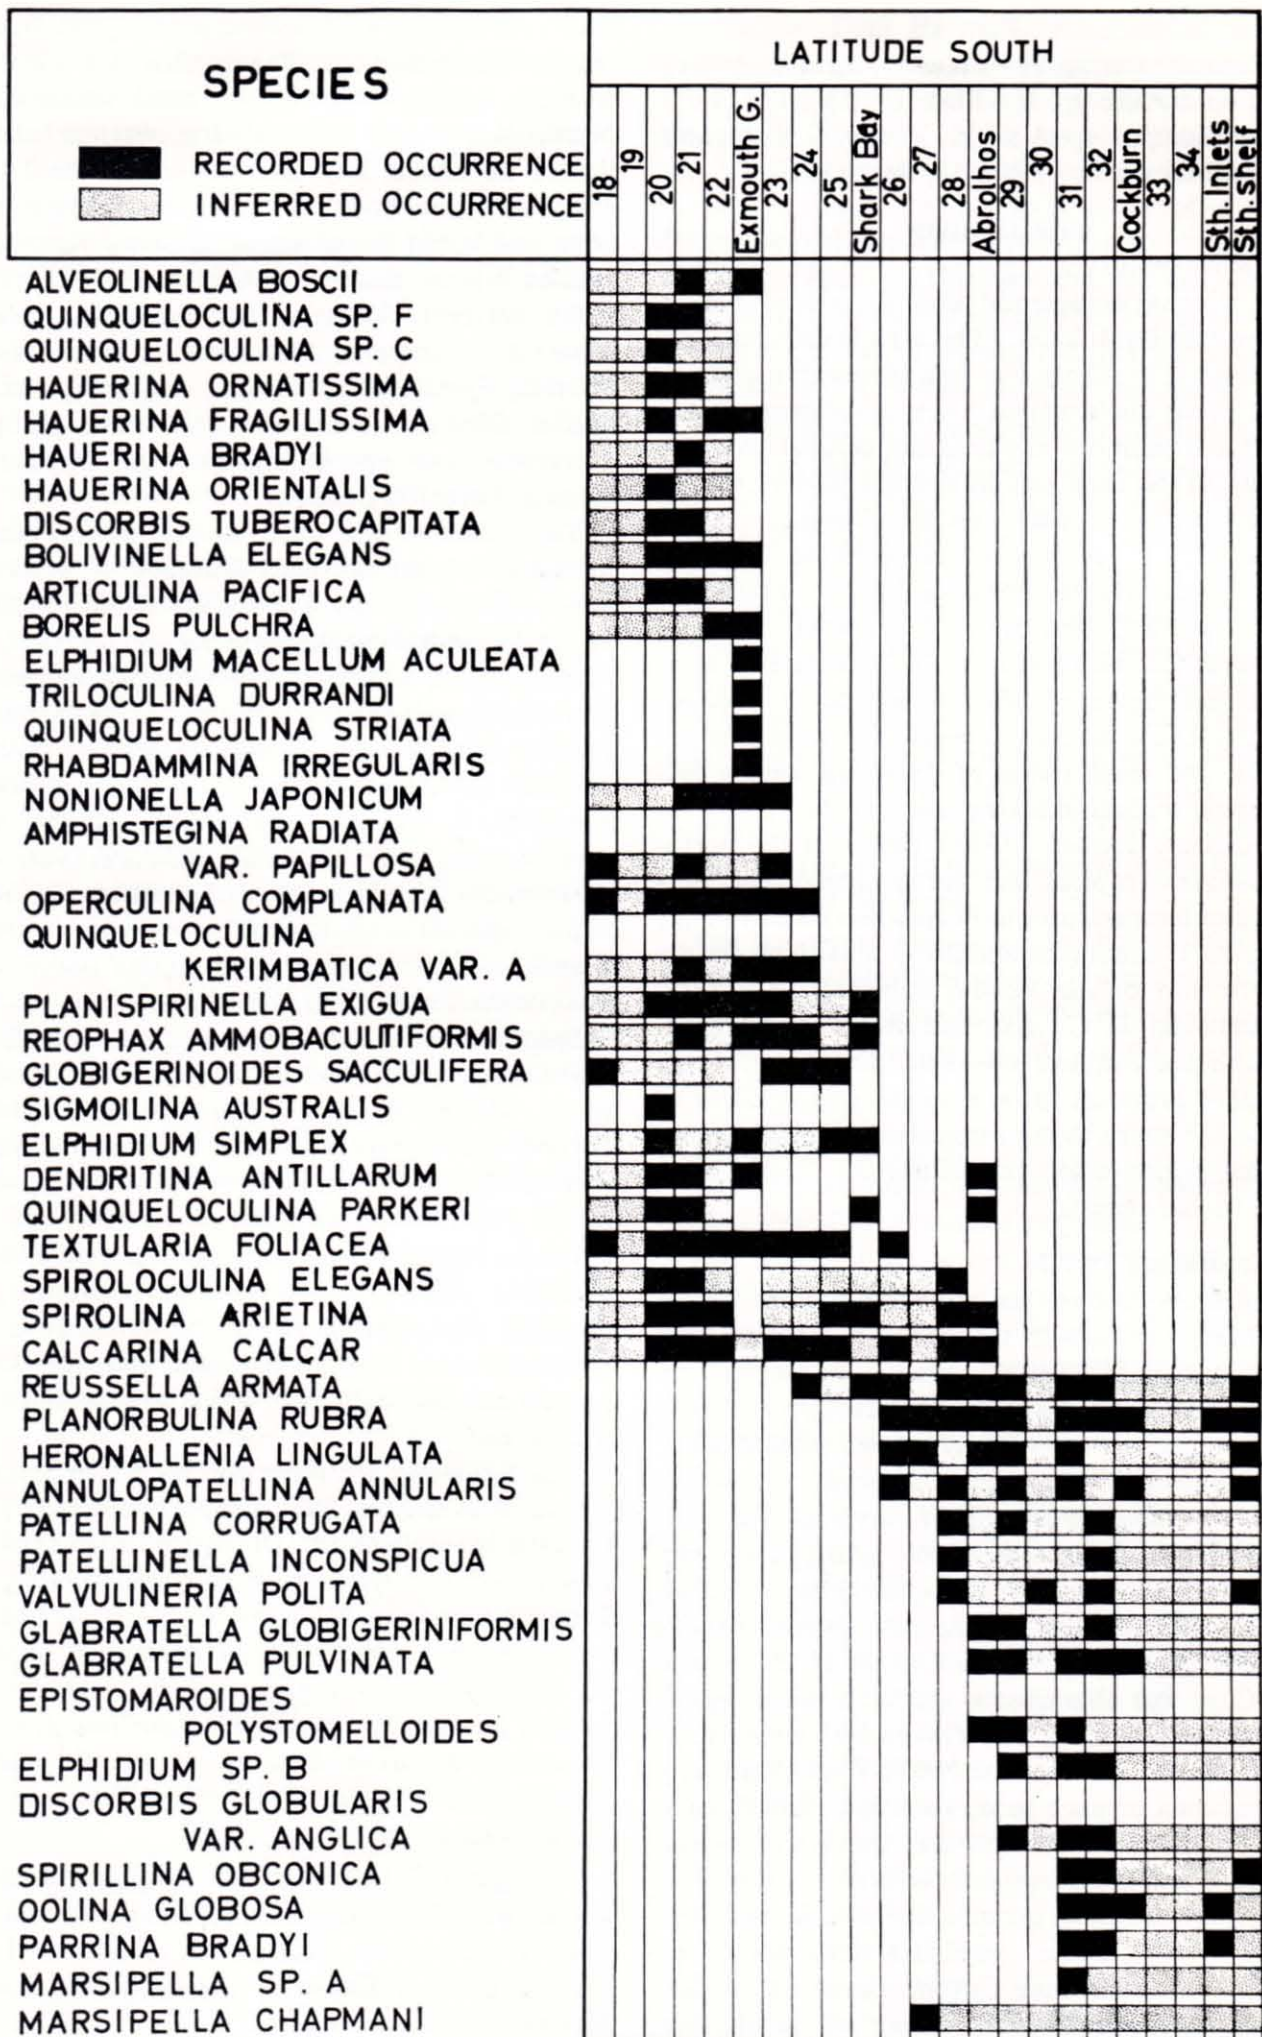 SPECIES
LATITUDE SOUTH
RECORDED OCCURRENCE
INFERRED OCCURRENCE
18
19
20
21
22
Exmouth G.
23
24
25
Shark Bay
26
27
28
Abrolhos
29
30
31
32
Cockburn
33
34
Sth. Inlets
Sth. shelf
ALVEOLINELLA BOSCII
QUINQUELOCULINA SP. F
QUINQUELOCULINA SP. C
HAUERINA ORNATISSIMA
HAUERINA FRAGILISSIMA
HAUERINA BRADYI
HAUERINA ORIENTALIS
DISCORBIS TUBEROCAPITATA
BOLIVINELLA ELEGANS
ARTICULINA PACIFICA
BORELIS PULCHRA
ELPHIDIUM MACELLUM ACULEATA
TRILOCULINA DURRANDI
QUINQUELOCULINA STRIATA
RHABDAMMINA IRREGULARIS
NONIONELLA JAPONICUM
AMPHISTEGINA RADIATA
VAR. PAPILLOSA
OPERCULINA COMPLANATA
QUINQUELOCULINA
KERIMBATICA VAR. A
PLANISPIRINELLA EXIGUA
REOPHAX AMMOBACULITIFORMIS
GLOBIGERINOIDES SACCULIFERA
SIGMOILINA AUSTRALIS
ELPHIDIUM SIMPLEX
DENDRITINA ANTILLARUM
QUINQUELOCULINA PARKERI
TEXTULARIA FOLIACEA
SPIROLOCULINA ELEGANS
SPIROLINA ARIETINA
CALCARINA CALCAR
REUSSELLA ARMATA
PLANORBULINA RUBRA
HERONALLENIA LINGULATA
ANNULOPATELLINA ANNULARIS
PATELLINA CORRUGATA
PATELLINELLA INCONSPICUA
VALVULINERIA POLITA
GLABRATELLA GLOBIGERINIFORMIS
GLABRATELLA PULVINATA
EPISTOMAROIDES
POLYSTOMELLOIDES
ELPHIDIUM SP. B
DISCORBIS GLOBULARIS
VAR. ANGLICA
SPIRILLINA OBCONICA
OOLINA GLOBOSA
PARRINA BRADYI
MARSIPELLA SP. A
MARSIPELLA CHAPMANI